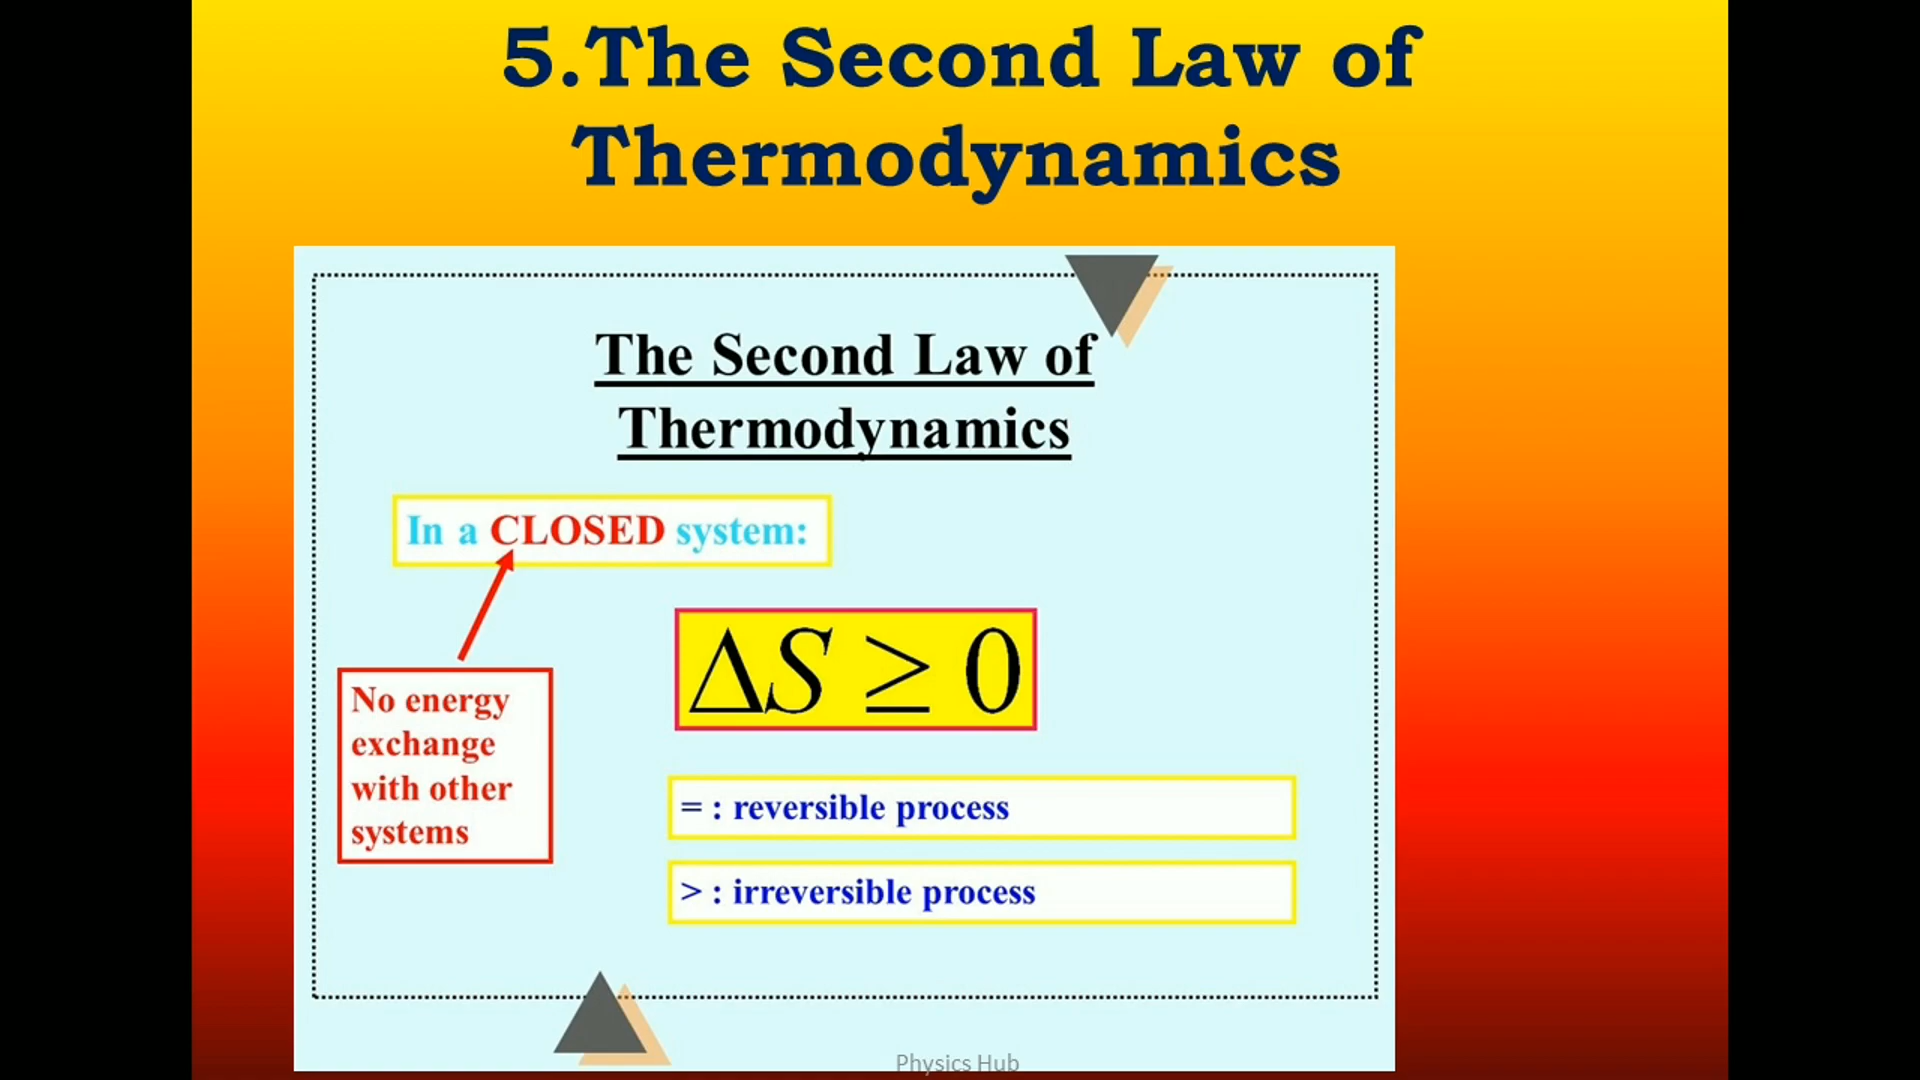 5.The Second Law of
Thermodynamics
The Second Law of
Thermodynamics
In a CLOSED system:
ΔS ≥ 0
No energy
exchange
with other
systems
= : reversible process
> : irreversible process
Physics Hub